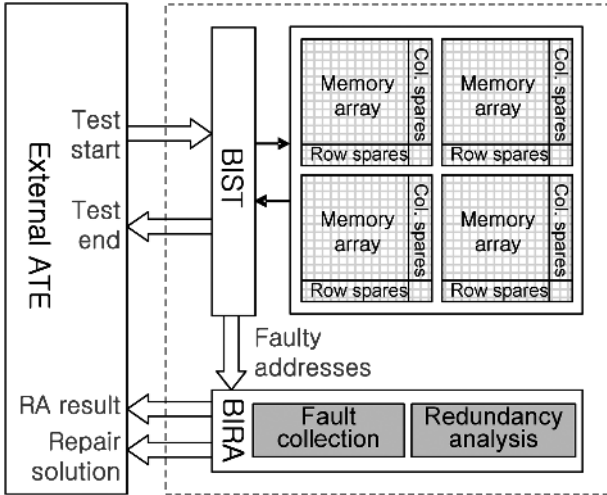 External ATE
Test
start
Test
end
RA result
Repair
solution
BIST
Memory
array
Col. spares
Row spares
Memory
array
Col. spares
Row spares
Memory
array
Col. spares
Row spares
Memory
array
Col. spares
Row spares
Faulty
addresses
BIRA
Fault
collection
Redundancy
analysis